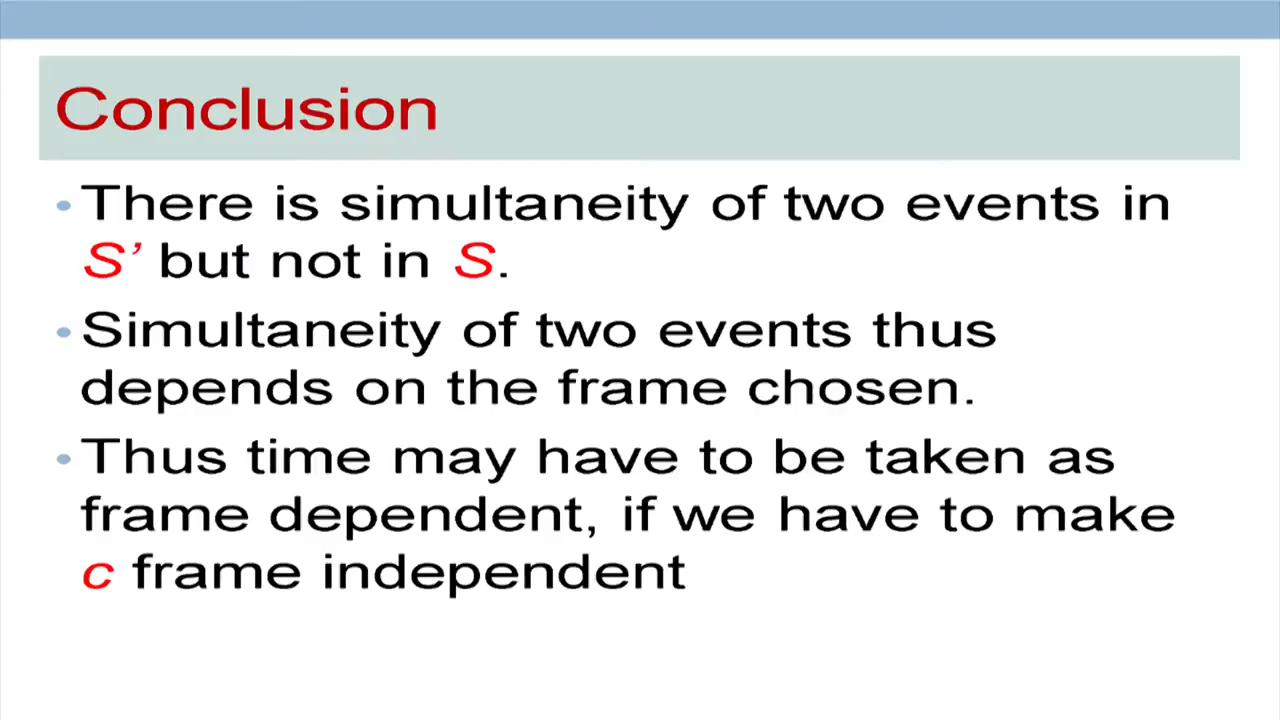 Conclusion
• There is simultaneity of two events in
S’ but not in S.
• Simultaneity of two events thus
depends on the frame chosen.
• Thus time may have to be taken as
frame dependent, if we have to make
c frame independent